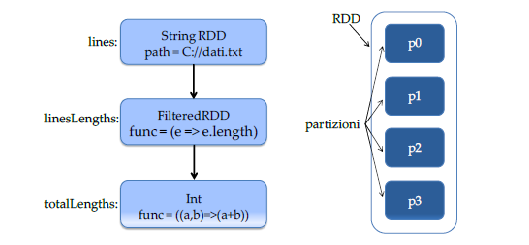 lines:
String RDD
path = C://dati.txt
linesLengths:
FilteredRDD
func = (e =>e.length)
totalLengths:
Int
func = ((a,b)=>(a+b))
RDD
partizioni
p0
p1
p2
p3